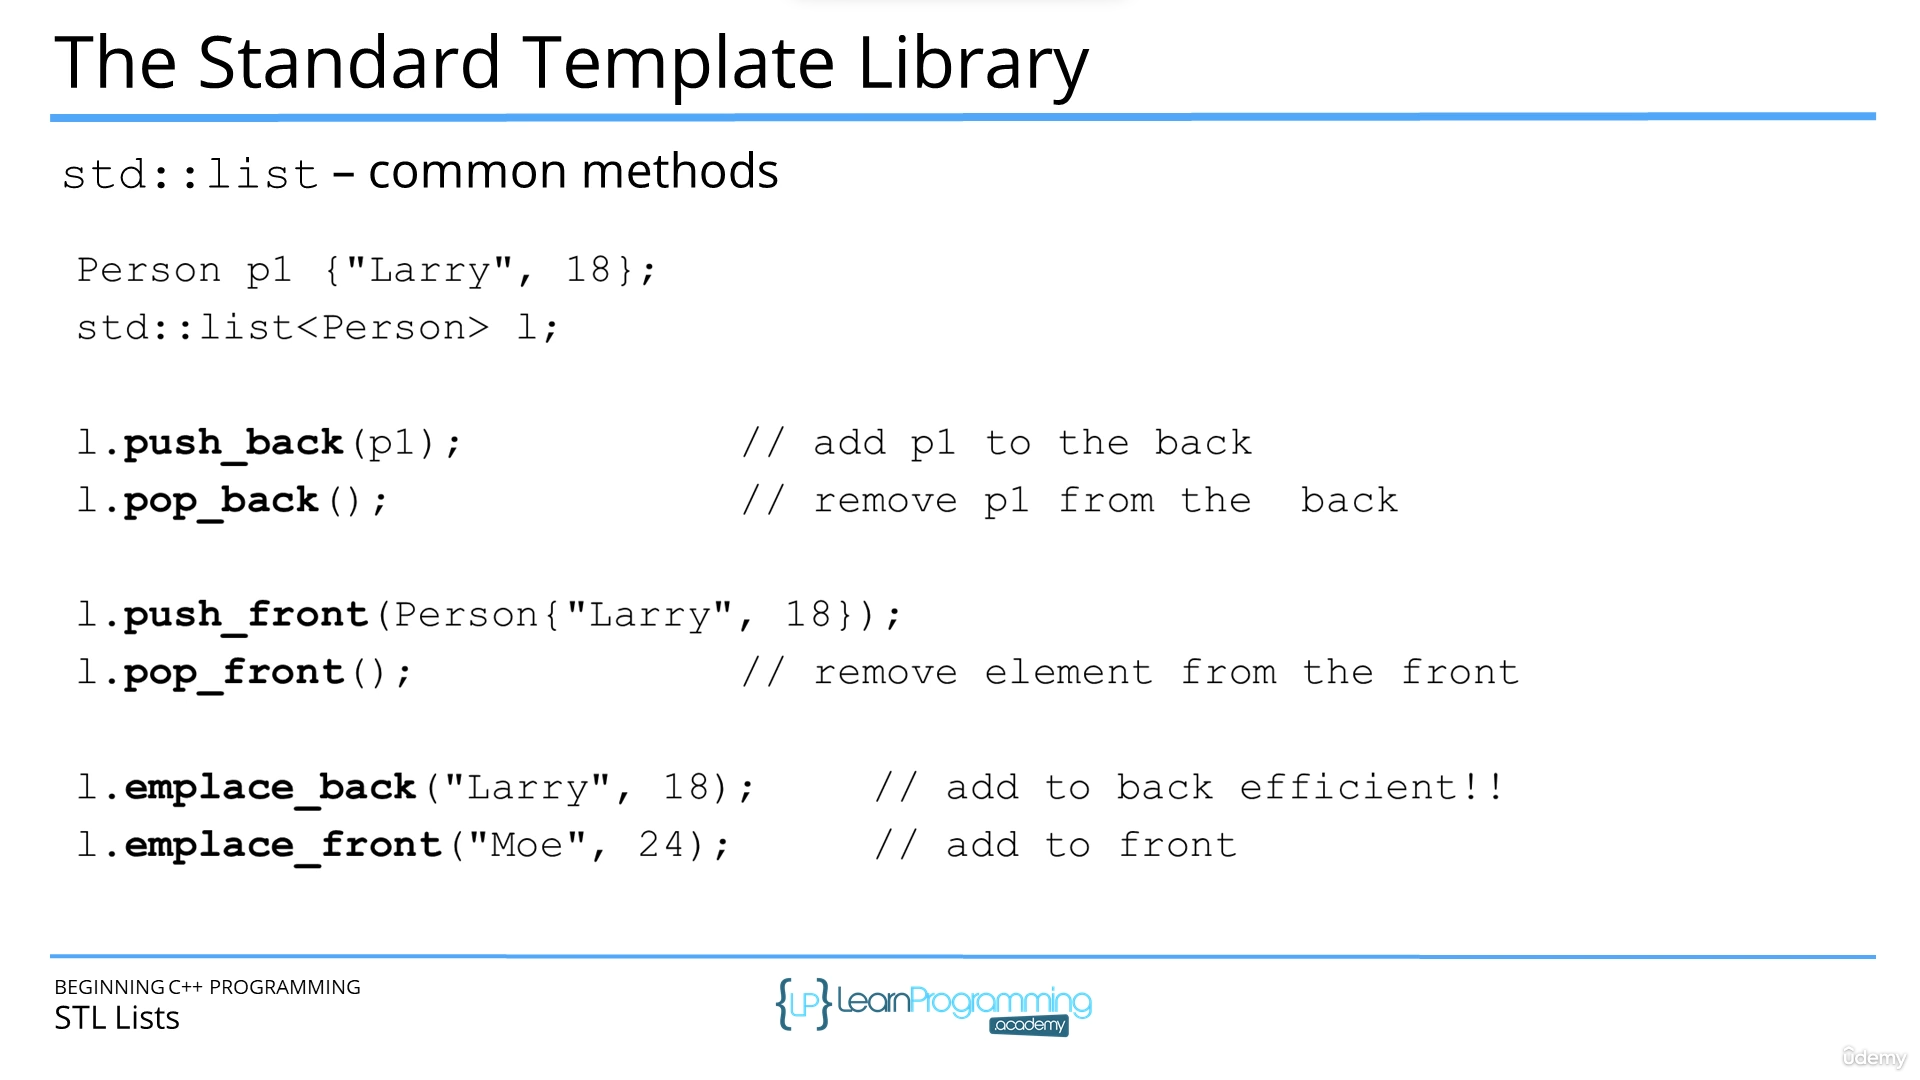 The Standard Template Library
std::list – common methods
Person p1 {"Larry", 18};
std::list<Person> l;
l.push_back(p1); // add p1 to the back
l.pop_back(); // remove p1 from the  back
l.push_front(Person{"Larry", 18});
l.pop_front(); // remove element from the front
l.emplace_back("Larry", 18); // add to back efficient!!
l.emplace_front("Moe", 24); // add to front
BEGINNING C++ PROGRAMMING
STL Lists
{LP} LearnProgramming
.academy
ûdemy